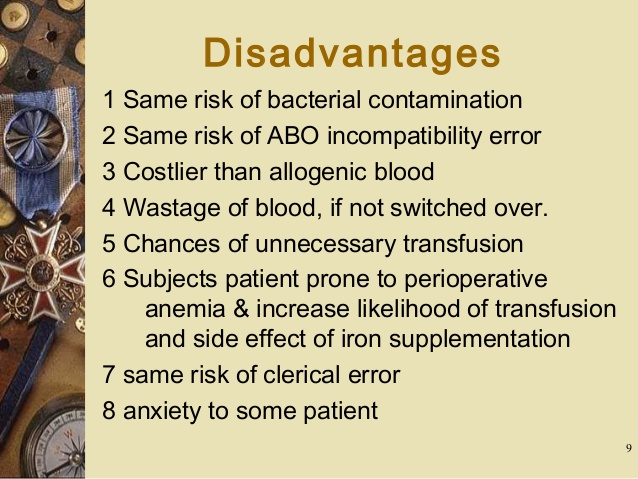 Disadvantages
1 Same risk of bacterial contamination
2 Same risk of ABO incompatibility error
3 Costlier than allogenic blood
4 Wastage of blood, if not switched over.
5 Chances of unnecessary transfusion
6 Subjects patient prone to perioperative
anemia & increase likelihood of transfusion
and side effect of iron supplementation
7 same risk of clerical error
8 anxiety to some patient
9